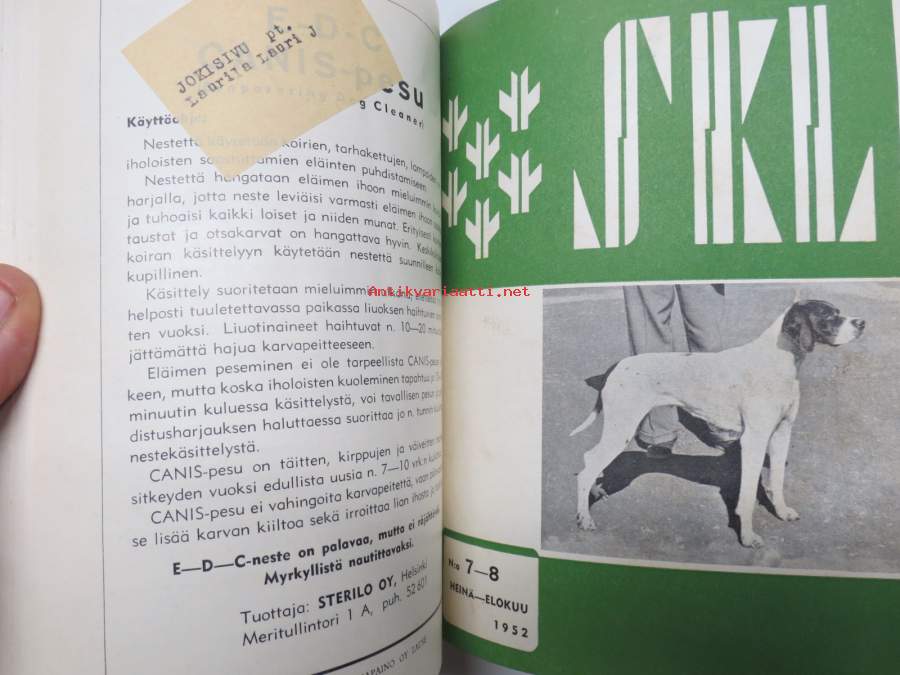 E-D-C
CANIS-pesu
JOKISIVU pt.
Laurila Lauri J
g Cleaner)
Käyttöohje:
Nestettä käytetään koirien, tarhakettujen,
iholoisten saastuttamien eläinten puhdistamiseen
Nestettä hangataan eläimen ihoon mieluimmin
harjalla, jotta neste leviäisi varmasti eläimen ihoon
ja tuhoaisi kaikki loiset ja niiden munat. Erityisesti
taustat ja otsakarvat on hangattava hyvin.
koiran käsittelyyn käytetään nestettä suunnilleen
kupillinen.
Käsittely suoritetaan mieluimmin
helposti tuuletettavassa paikassa liuoksen haihtuvien
ten vuoksi. Liuotinaineet haihtuvat n. 10—20
jättämättä hajua karvapeitteeseen.
Eläimen peseminen ei ole tarpeellista CANIS-pesun
keen, mutta koska iholoisten kuoleminen tapahtuu
minuutin kuluessa käsittelystä, voi tavallisen pesun
distusharjauksen haluttaessa suorittaa jo n. tunnin
nestekäsittelystä.
CANIS-pesu on täitten, kirppujen ja väiveitten
sitkeyden vuoksi edullista uusia n. 7—10 vrk:n
CANIS-pesu ei vahingoita karvapeitettä, vaan
se lisää karvan kiiltoa sekä irroittaa lian ihosta ja
E—D—C-neste on palavaa, mutta ei
Myrkyllistä nautittavaksi.
Tuottaja: STERILO OY, Helsinki
Meritullintori 1 A, puh. 52 601
APAINO OY
SKL
Antikvariaatti.net
N:o 7—8
HEINÄ—ELOKUU
1952